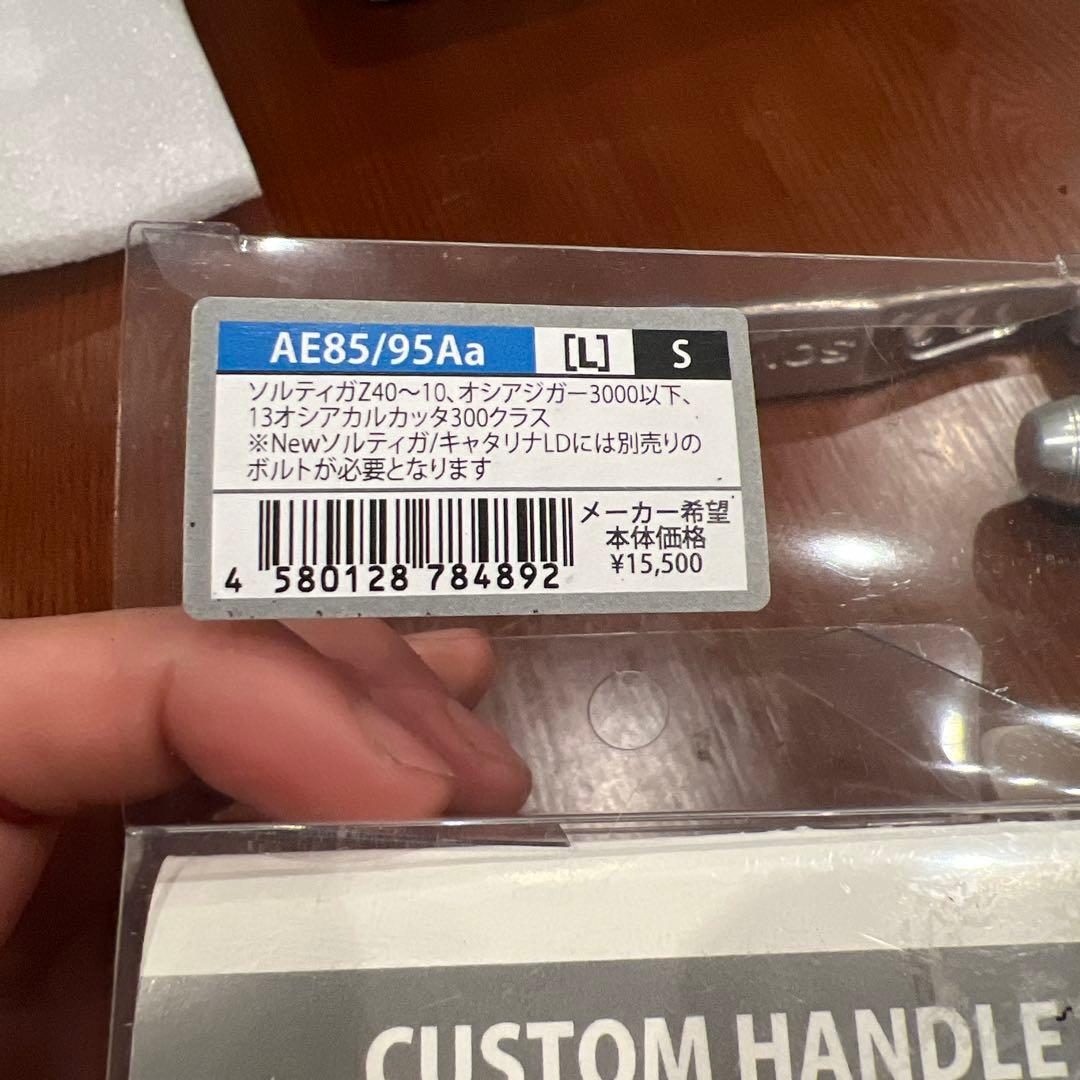 AE85/95Aa [L] S
ソルティガZ40〜10、オシアジガー3000以下、
13オシアカルカッタ300クラス
※Newソルティガ/キャタリナLDには別売りの
ボルトが必要となります
メーカー希望
本体価格
¥15,500
4 580128 784892
CUSTOM HANDLE